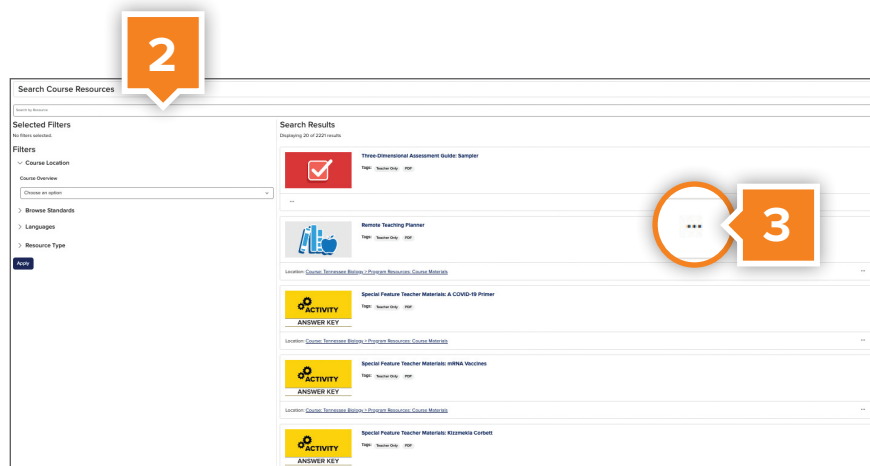 2
Search Course Resources
Search by Resource
Selected Filters
No filters selected.
Filters
Course Location
Course Overview
Choose an option
Browse Standards
Languages
Resource Type
Apply
Search Results
Displaying 20 of 2221 results
Three-Dimensional Assessment Guide: Sampler
Tags: Teacher Only PDF
...
... 3
Remote Teaching Planner
Tags: Teacher Only PDF
Location: Course: Tennessee Biology > Program Resources: Course Materials ...
Special Feature Teacher Materials: A COVID-19 Primer
Tags: Teacher Only PDF
ACTIVITY
ANSWER KEY
Location: Course: Tennessee Biology > Program Resources: Course Materials ...
Special Feature Teacher Materials: mRNA Vaccines
Tags: Teacher Only PDF
ACTIVITY
ANSWER KEY
Location: Course: Tennessee Biology > Program Resources: Course Materials ...
Special Feature Teacher Materials: Kizzmekia Corbett
Tags: Teacher Only PDF
ACTIVITY
ANSWER KEY